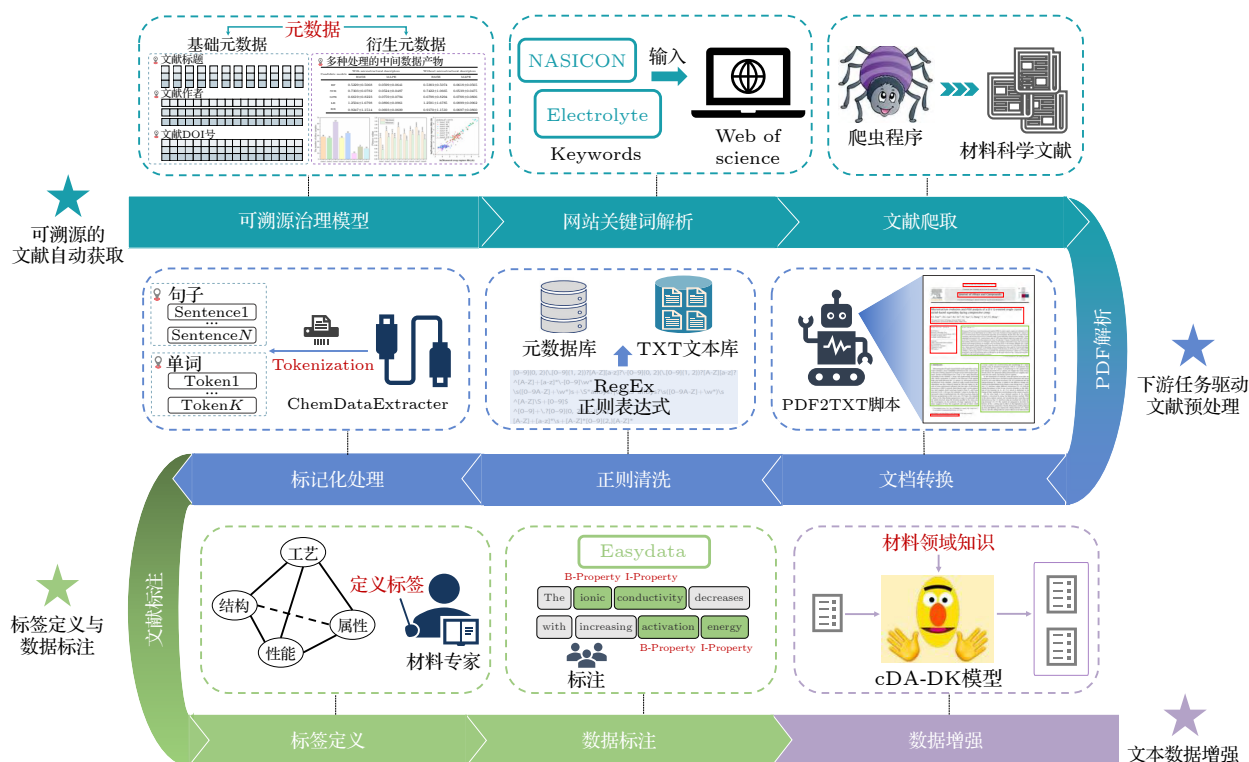 元数据
基础元数据
衍生元数据
文献标题
文献作者
文献DOI号
多种处理的中间数据产物
NASICON
Electrolyte
Keywords
输入
Web of
science
爬虫程序
材料科学文献
可溯源的
文献自动获取
可溯源治理模型
网站关键词解析
文献爬取
PDF解析
句子
Sentence1
...
SentenceN
单词
Token1
...
TokenK
Tokenization
ChemDataExtracter
元数据库
TXT文本库
RegEx
正则表达式
PDF2TXT脚本
下游任务驱动
文献预处理
标记化处理
正则清洗
文档转换
文献标注
工艺
结构
属性
性能
定义标签
材料专家
Easydata
B-Property I-Property
The ionic conductivity decreases
with increasing activation energy
B-Property I-Property
标注
材料领域知识
cDA-DK模型
标签定义与
数据标注
标签定义
数据标注
数据增强
文本数据增强